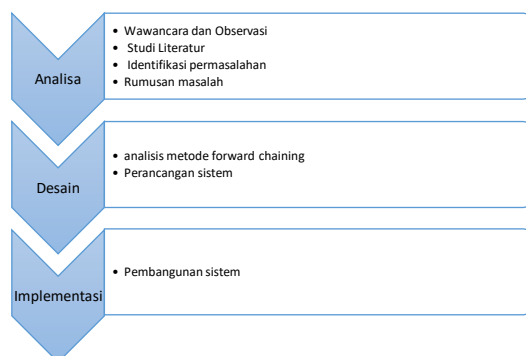 Analisa
• Wawancara dan Observasi
• Studi Literatur
• Identifikasi permasalahan
• Rumusan masalah
Desain
• analisis metode forward chaining
• Perancangan sistem
Implementasi
• Pembangunan sistem